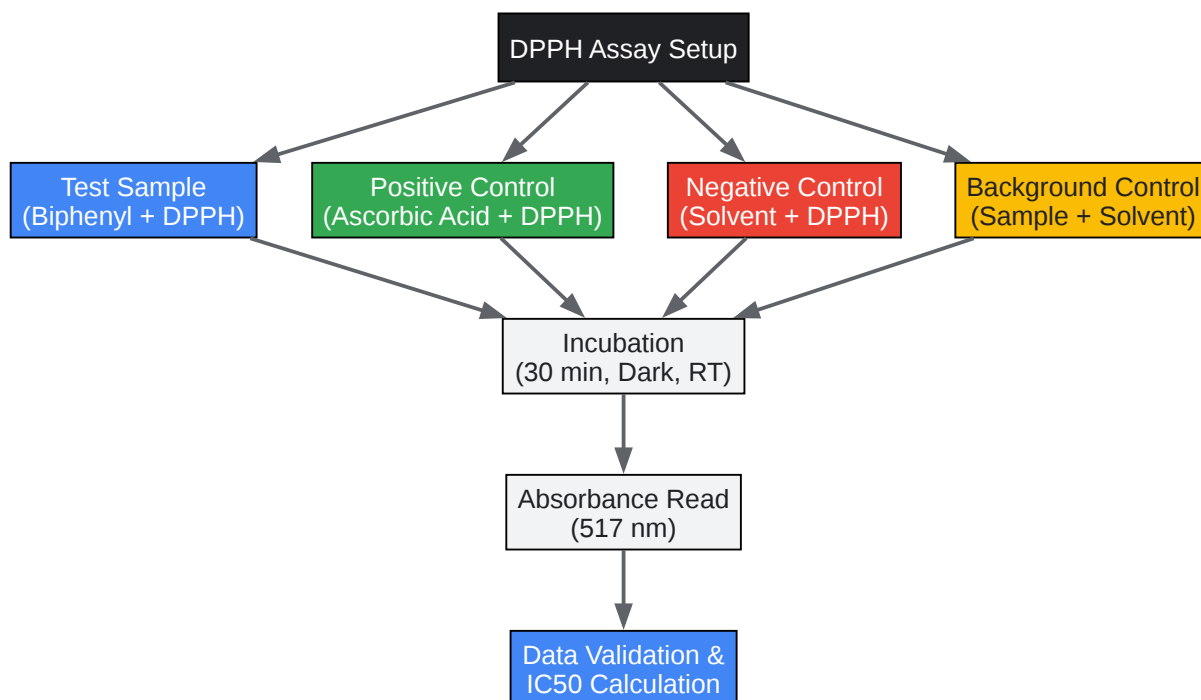 DPPH Assay Setup
Test Sample
(Biphenyl + DPPH)
Positive Control
(Ascorbic Acid + DPPH)
Negative Control
(Solvent + DPPH)
Background Control
(Sample + Solvent)
Incubation
(30 min, Dark, RT)
Absorbance Read
(517 nm)
Data Validation &
IC50 Calculation